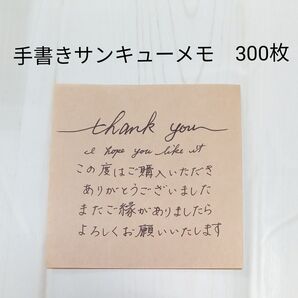 手書きサンキューメモ 300枚
thank you
I hope you like it
この度はご購入いただき
ありがとうございました
またご縁がありましたら
よろしくお願いいたします